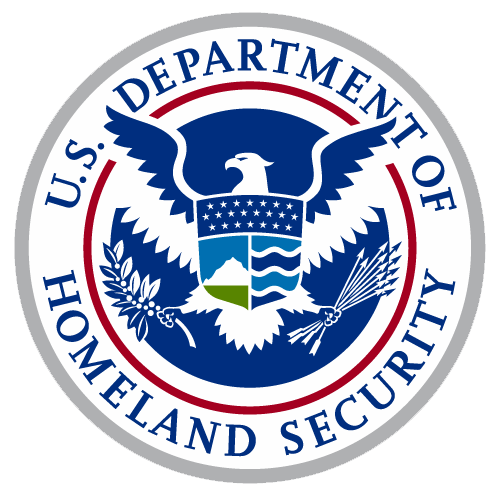 U.S. DEPARTMENT OF
HOMELAND SECURITY